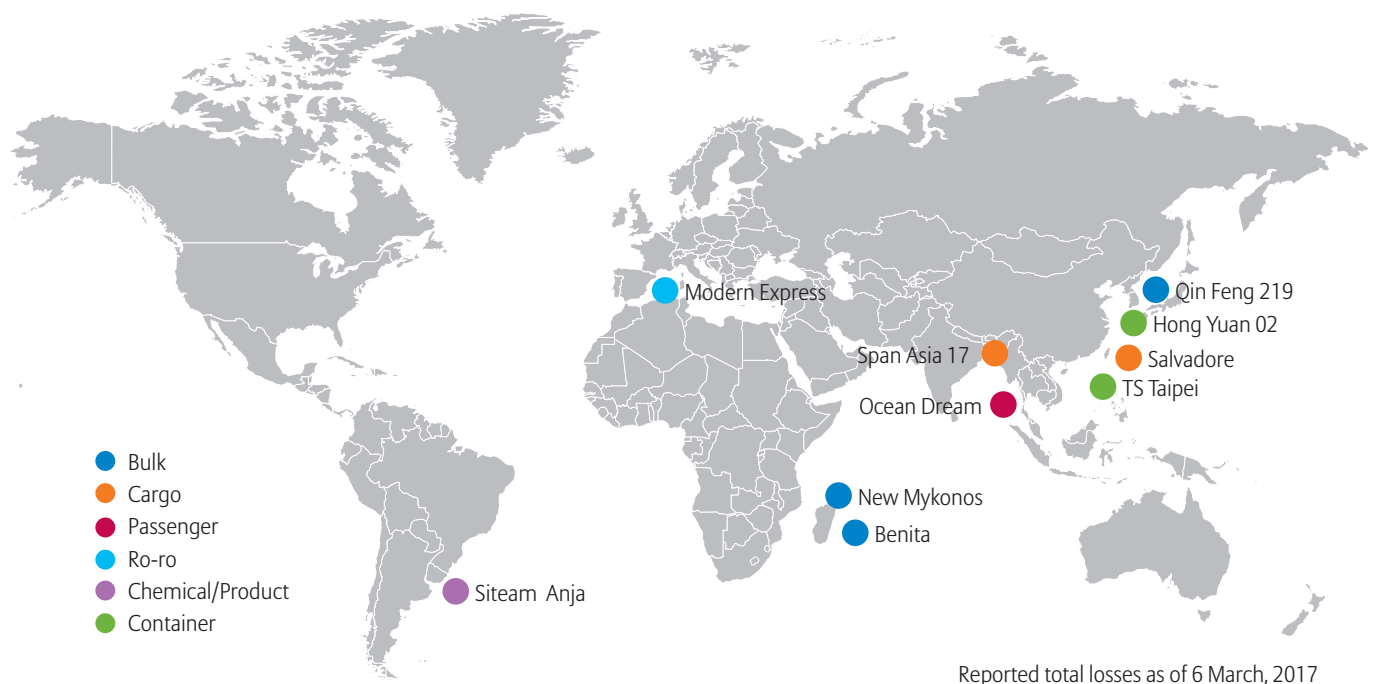 Modern Express
Qin Feng 219
Hong Yuan 02
Span Asia 17
Salvadore
TS Taipei
Ocean Dream
New Mykonos
Benita
Siteam Anja
Bulk
Cargo
Passenger
Ro-ro
Chemical/Product
Container
Reported total losses as of 6 March, 2017